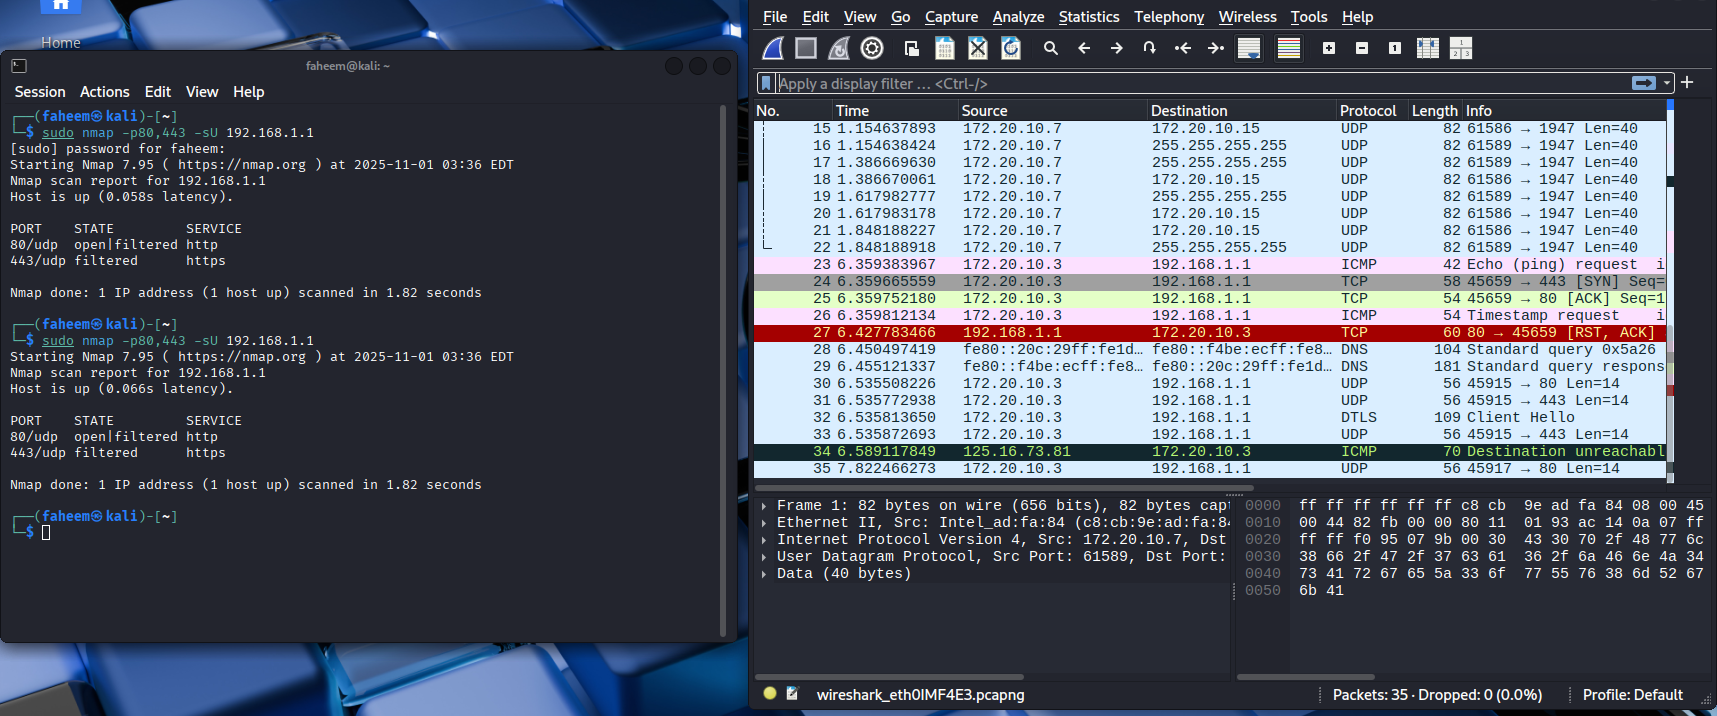 Home
faheem@kali: ~
Session Actions Edit View Help
┌──(faheem㉿kali)-[~]
└─$ sudo nmap -p80,443 -sU 192.168.1.1
[sudo] password for faheem:
Starting Nmap 7.95 ( https://nmap.org ) at 2025-11-01 03:36 EDT
Nmap scan report for 192.168.1.1
Host is up (0.058s latency).
PORT STATE SERVICE
80/udp open|filtered http
443/udp filtered https
Nmap done: 1 IP address (1 host up) scanned in 1.82 seconds
┌──(faheem㉿kali)-[~]
└─$ sudo nmap -p80,443 -sU 192.168.1.1
Starting Nmap 7.95 ( https://nmap.org ) at 2025-11-01 03:36 EDT
Nmap scan report for 192.168.1.1
Host is up (0.066s latency).
PORT STATE SERVICE
80/udp open|filtered http
443/udp filtered https
Nmap done: 1 IP address (1 host up) scanned in 1.82 seconds
┌──(faheem㉿kali)-[~]
└─$
File Edit View Go Capture Analyze Statistics Telephony Wireless Tools Help
Apply a display filter ... <Ctrl-/>
No. Time Source Destination Protocol Length Info
15 1.154637893 172.20.10.7 172.20.10.15 UDP 82 61586 → 1947 Len=40
16 1.154638424 172.20.10.7 255.255.255.255 UDP 82 61589 → 1947 Len=40
17 1.386669630 172.20.10.7 255.255.255.255 UDP 82 61589 → 1947 Len=40
18 1.386670061 172.20.10.7 172.20.10.15 UDP 82 61586 → 1947 Len=40
19 1.617982777 172.20.10.7 255.255.255.255 UDP 82 61589 → 1947 Len=40
20 1.617983178 172.20.10.7 172.20.10.15 UDP 82 61586 → 1947 Len=40
21 1.848188227 172.20.10.7 172.20.10.15 UDP 82 61586 → 1947 Len=40
22 1.848188918 172.20.10.7 255.255.255.255 UDP 82 61589 → 1947 Len=40
23 6.359383967 172.20.10.3 192.168.1.1 ICMP 42 Echo (ping) request i
24 6.359665559 172.20.10.3 192.168.1.1 TCP 58 45659 → 443 [SYN] Seq=
25 6.359752180 172.20.10.3 192.168.1.1 TCP 54 45659 → 80 [ACK] Seq=1
26 6.359812134 172.20.10.3 192.168.1.1 ICMP 54 Timestamp request i
27 6.427783466 192.168.1.1 172.20.10.3 TCP 60 80 → 45659 [RST, ACK]
28 6.450497419 fe80::20c:29ff:fe1d… fe80::f4be:ecff:fe8… DNS 104 Standard query 0x5a26
29 6.455121337 fe80::f4be:ecff:fe8… fe80::20c:29ff:fe1d… DNS 181 Standard query respons
30 6.535508226 172.20.10.3 192.168.1.1 UDP 56 45915 → 80 Len=14
31 6.535772938 172.20.10.3 192.168.1.1 UDP 56 45915 → 443 Len=14
32 6.535813650 172.20.10.3 192.168.1.1 DTLS 109 Client Hello
33 6.535872693 172.20.10.3 192.168.1.1 UDP 56 45915 → 443 Len=14
34 6.589117849 125.16.73.81 172.20.10.3 ICMP 70 Destination unreachabl
35 7.822466273 172.20.10.3 192.168.1.1 UDP 56 45917 → 80 Len=14
Frame 1: 82 bytes on wire (656 bits), 82 bytes capt
Ethernet II, Src: Intel_ad:fa:84 (c8:cb:9e:ad:fa:84
Internet Protocol Version 4, Src: 172.20.10.7, Dst
User Datagram Protocol, Src Port: 61589, Dst Port:
Data (40 bytes)
0000 ff ff ff ff ff ff c8 cb 9e ad fa 84 08 00 45
0010 00 44 82 fb 00 00 80 11 01 93 ac 14 0a 07 ff
0020 ff ff f0 95 07 9b 00 30 43 30 70 2f 48 77 6c
0030 38 66 2f 47 2f 37 63 61 36 2f 6a 46 6e 4a 34
0040 73 41 72 67 65 5a 33 6f 77 55 76 38 6d 52 67
0050 6b 41
wireshark_eth0IMF4E3.pcapng
Packets: 35 · Dropped: 0 (0.0%)
Profile: Default